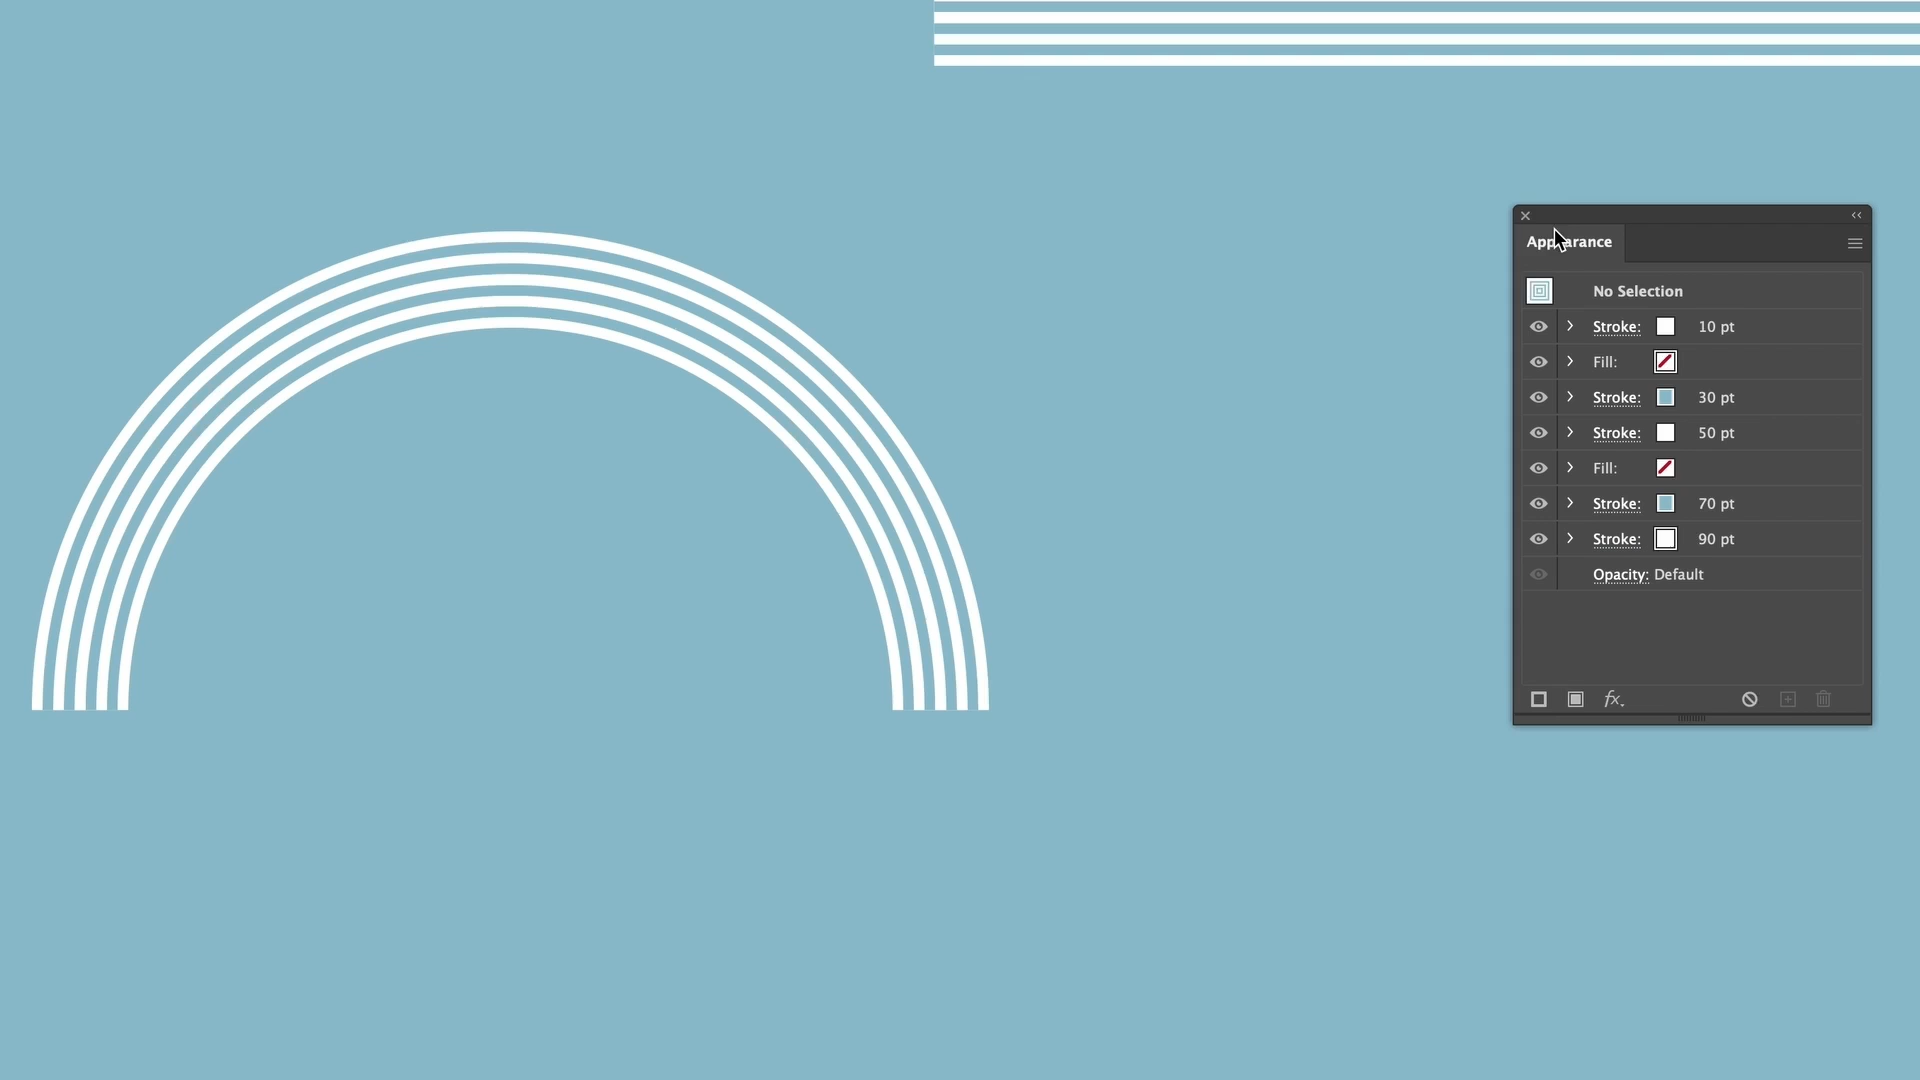 Appearance
No Selection
Stroke: 10 pt
Fill:
Stroke: 30 pt
Stroke: 50 pt
Fill:
Stroke: 70 pt
Stroke: 90 pt
Opacity: Default
fx